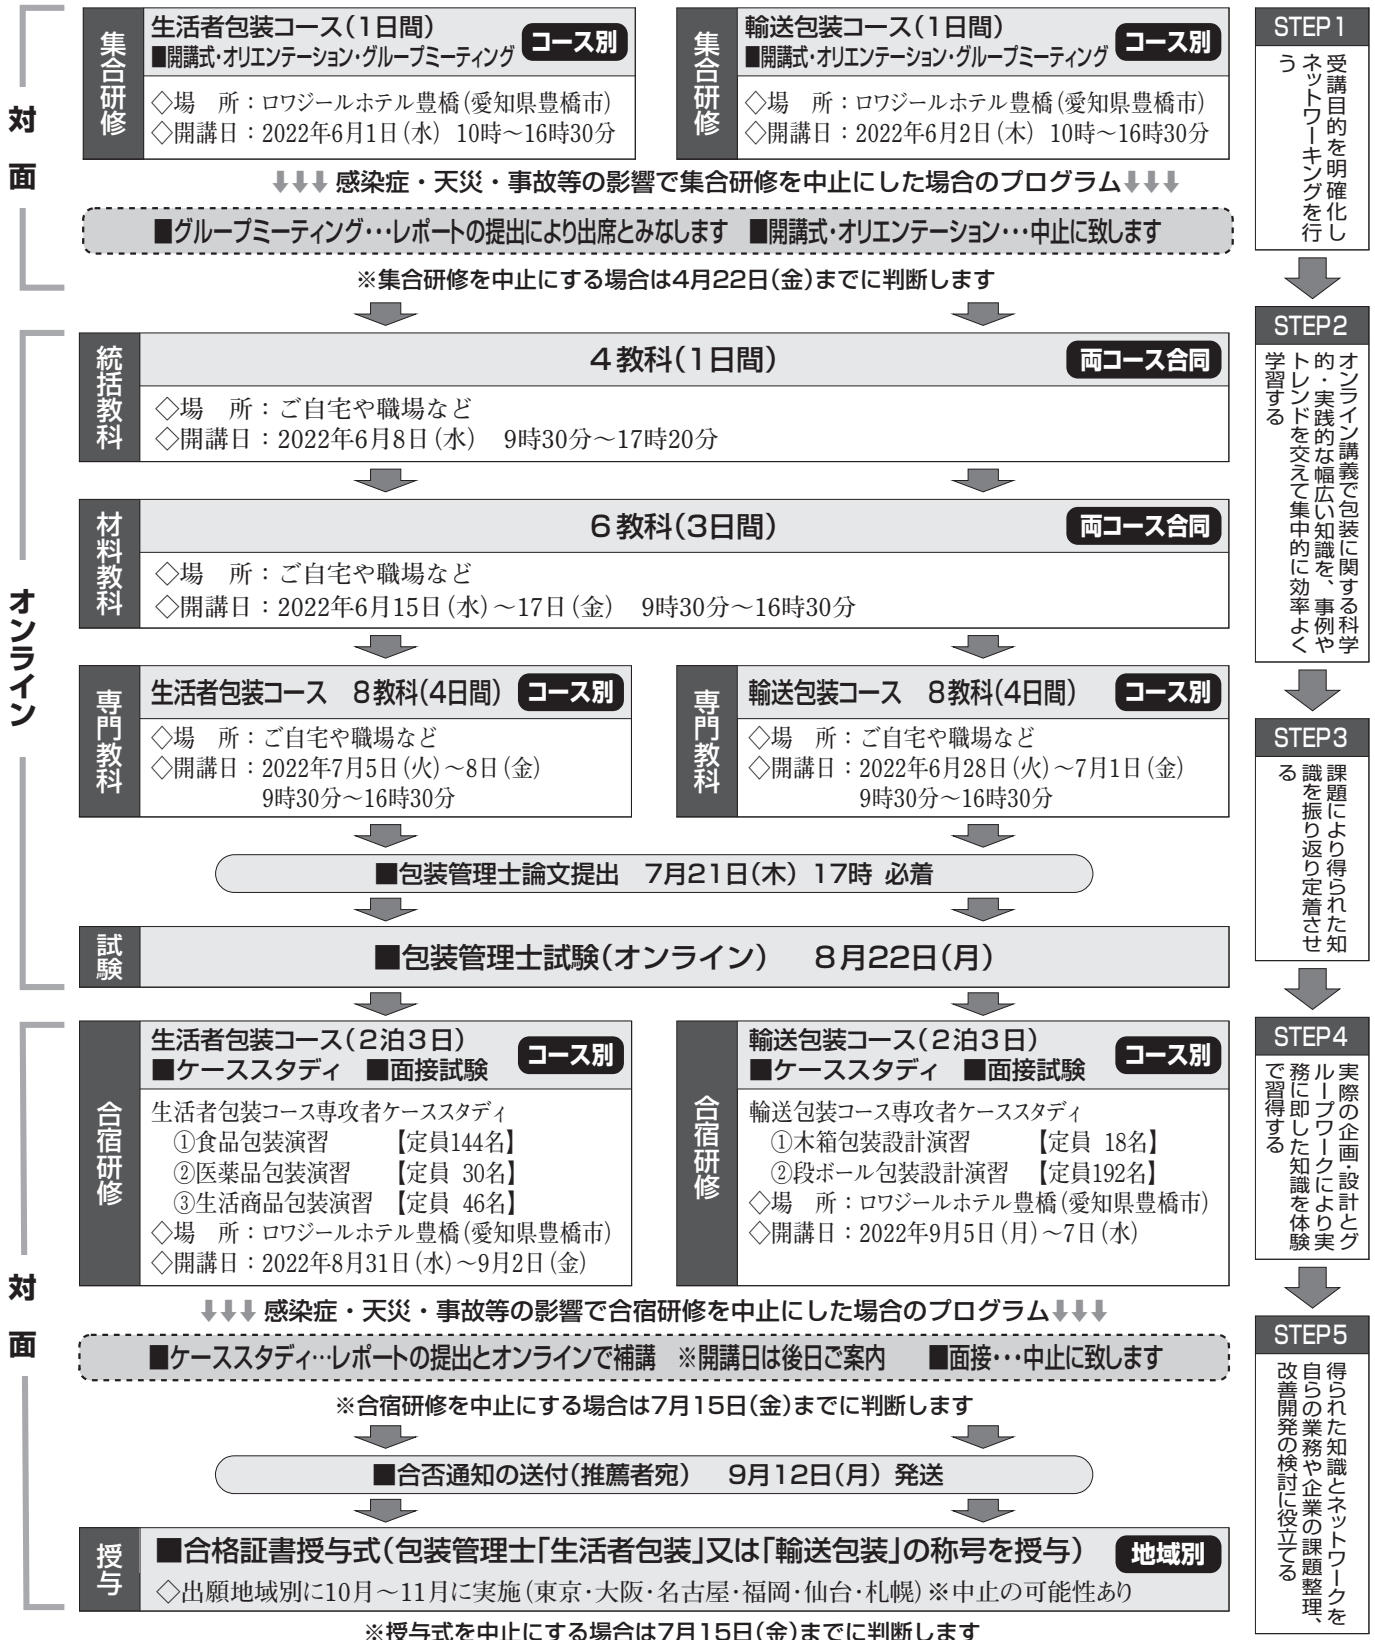 対面
集合研修
生活者包装コース(1日間)
■開講式・オリエンテーション・グループミーティング
コース別
◇場　所：ロワジールホテル豊橋(愛知県豊橋市)
◇開講日：2022年6月1日(水)　10時～16時30分
集合研修
輸送包装コース(1日間)
■開講式・オリエンテーション・グループミーティング
コース別
◇場　所：ロワジールホテル豊橋(愛知県豊橋市)
◇開講日：2022年6月2日(木)　10時～16時30分
⬇⬇⬇感染症・天災・事故等の影響で集合研修を中止にした場合のプログラム⬇⬇⬇
■グループミーティング・・・レポートの提出により出席とみなします　■開講式・オリエンテーション・・・中止に致します
※集合研修を中止にする場合は4月22日(金)までに判断します
オンライン
統括教科
4教科(1日間)
両コース合同
◇場　所：ご自宅や職場など
◇開講日：2022年6月8日(水)　9時30分～17時20分
材料教科
6教科(3日間)
両コース合同
◇場　所：ご自宅や職場など
◇開講日：2022年6月15日(水)～17日(金)　9時30分～16時30分
専門教科
生活者包装コース　8教科(4日間)
コース別
◇場　所：ご自宅や職場など
◇開講日：2022年7月5日(火)～8日(金)
9時30分～16時30分
専門教科
輸送包装コース　8教科(4日間)
コース別
◇場　所：ご自宅や職場など
◇開講日：2022年6月28日(火)～7月1日(金)
9時30分～16時30分
■包装管理士論文提出　7月21日(木) 17時 必着
試験
■包装管理士試験(オンライン)　8月22日(月)
対面
合宿研修
生活者包装コース(2泊3日)
■ケーススタディ　■面接試験
コース別
生活者包装コース専攻者ケーススタディ
①食品包装演習　【定員144名】
②医薬品包装演習　【定員 30名】
③生活商品包装演習　【定員 46名】
◇場　所：ロワジールホテル豊橋(愛知県豊橋市)
◇開講日：2022年8月31日(水)～9月2日(金)
合宿研修
輸送包装コース(2泊3日)
■ケーススタディ　■面接試験
コース別
輸送包装コース専攻者ケーススタディ
①木箱包装設計演習　【定員 18名】
②段ボール包装設計演習　【定員192名】
◇場　所：ロワジールホテル豊橋(愛知県豊橋市)
◇開講日：2022年9月5日(月)～7日(水)
⬇⬇⬇感染症・天災・事故等の影響で合宿研修を中止にした場合のプログラム⬇⬇⬇
■ケーススタディ…レポートの提出とオンラインで補講　※開講日は後日ご案内　■面接・・・中止に致します
※合宿研修を中止にする場合は7月15日(金)までに判断します
■合否通知の送付(推薦者宛)　9月12日(月) 発送
授与
■合格証書授与式(包装管理士「生活者包装」又は「輸送包装」の称号を授与)
地域別
◇出願地域別に10月～11月に実施(東京・大阪・名古屋・福岡・仙台・札幌)※中止の可能性あり
※授与式を中止にする場合は7月15日(金)までに判断します
STEP1
受講目的を明確化し
ネットワーキングを行
う
STEP2
オンライン講義で包装に関する科学
的・実践的な幅広い知識を、事例や
トレンドを交えて集中的に効率よく
学習する
STEP3
課題により得られた知
識を振り返り定着させ
る
STEP4
実際の企画・設計とグ
ループワークにより実
務に即した知識を体験
で習得する
STEP5
得られた知識とネットワークを
自らの業務や企業の課題整理、
改善開発の検討に役立てる